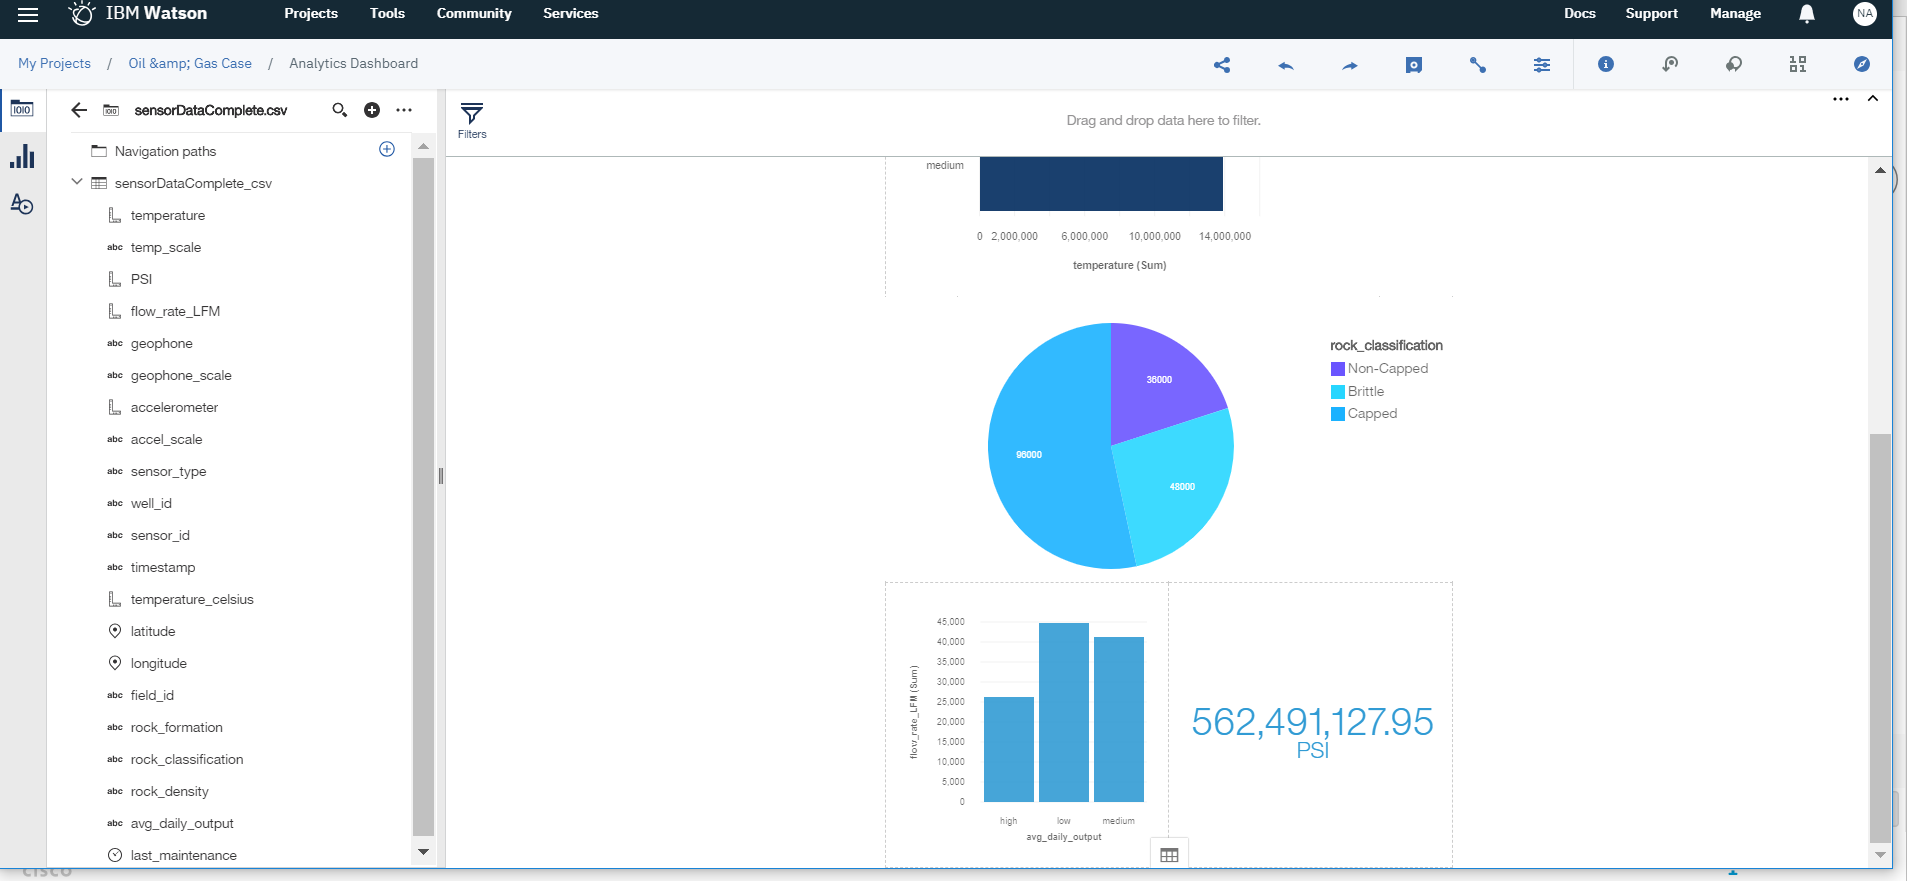 IBM Watson Projects Tools Community Services Docs Support Manage NA
My Projects / Oil &amp; Gas Case / Analytics Dashboard
sensorDataComplete.csv
Navigation paths
sensorDataComplete_csv
temperature
abc temp_scale
PSI
flow_rate_LFM
abc geophone
abc geophone_scale
accelerometer
abc accel_scale
abc sensor_type
abc well_id
abc sensor_id
abc timestamp
temperature_celsius
latitude
longitude
abc field_id
abc rock_formation
abc rock_classification
abc rock_density
abc avg_daily_output
last_maintenance
Filters
Drag and drop data here to filter.
medium
0 2,000,000 6,000,000 10,000,000 14,000,000
temperature (Sum)
36000
96000
48000
rock_classification
Non-Capped
Brittle
Capped
flow_rate_LFM (Sum)
45,000
40,000
35,000
30,000
25,000
20,000
15,000
10,000
5,000
0
high low medium
avg_daily_output
562,491,127.95
PSI
cisco